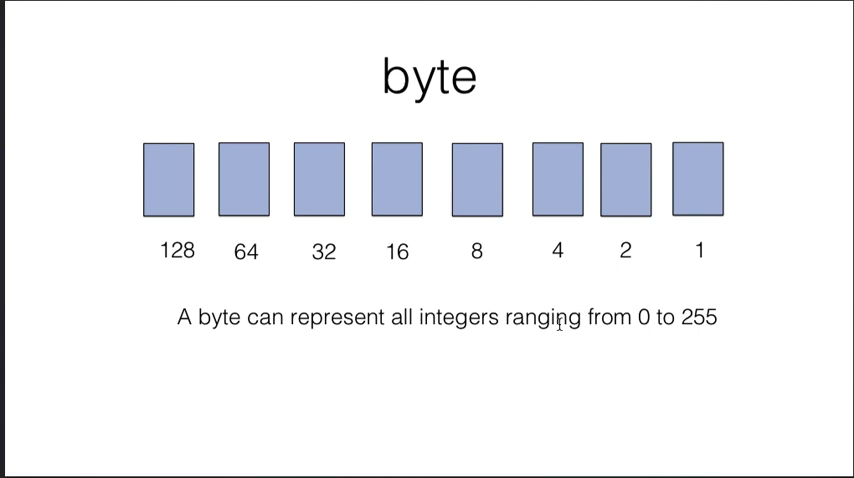 byte
128 64 32 16 8 4 2 1
A byte can represent all integers ranging from 0 to 255